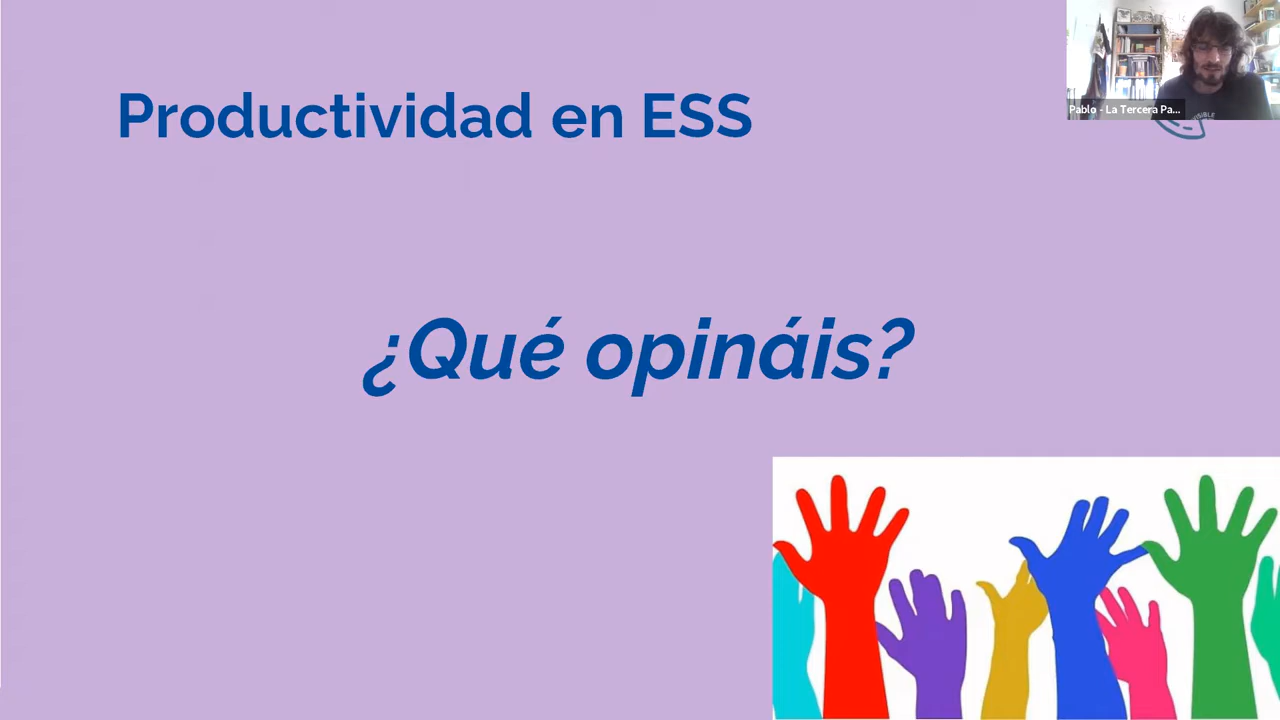 Productividad en ESS
Pablo - La Tercera Pa...
¿Qué opináis?